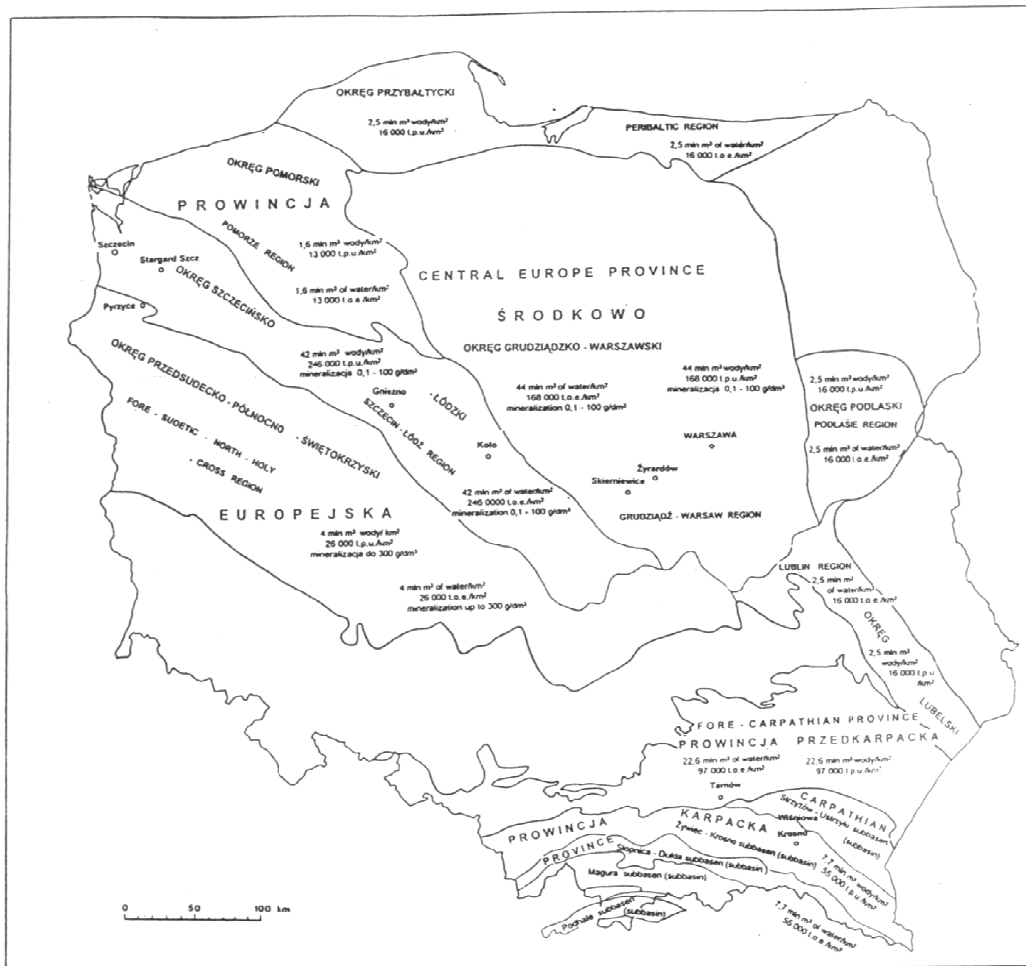 OKRĘG PRZYBAŁTYCKI
2,5 mln m³ wody/km²
16 000 t.p.u./km²
PERIBALTIC REGION
2,5 mln m³ of water/km²
16 000 t.o.e./km²
OKRĘG POMORSKI
PROWINCJA
POMORZE REGION
1,6 mln m³ wody/km²
13 000 t.p.u./km²
1,6 mln m³ of water/km²
13 000 t.o.e./km²
Szczecin
Stargard Szcz
OKRĘG SZCZECIŃSKO
Pyrzyce
CENTRAL EUROPE PROVINCE
ŚRODKOWO
OKRĘG GRUDZIĄDZKO - WARSZAWSKI
44 mln m³ wody/km²
168 000 t.p.u./km²
mineralizacja 0,1 - 100 g/dm³
44 mln m³ of water/km²
168 000 t.o.e./km²
mineralization 0,1 - 100 g/dm³
42 mln m³ wody/km²
246 000 t.p.u./km²
mineralizacja 0,1 - 100 g/dm³
Gniezno
- ŁÓDZKI
SZCZECIN - ŁÓDŹ REGION
Koło
42 mln m³ of water/km²
246 0000 t.o.e./km²
mineralization 0,1 - 100 g/dm³
WARSZAWA
Żyrardów
Skierniewice
GRUDZIĄDŹ - WARSAW REGION
2,5 mln m³ wody/km²
16 000 t.p.u./km²
OKRĘG PODLASKI
PODLASIE REGION
2,5 mln m³ of water/km²
16 000 t.o.e./km²
OKRĘG PRZEDSUDECKO - PÓŁNOCNO - ŚWIĘTOKRZYSKI
FORE - SUDETIC - NORTH - HOLY
- CROSS REGION
EUROPEJSKA
4 mln m³ wody/ km²
26 000 t.p.u./km²
mineralizacja do 300 g/dm³
4 mln m³ of water/km²
26 000 t.o.e./km²
mineralization up to 300 g/dm³
LUBLIN REGION
2,5 mln m³
of water/km²
16 000 t.o.e /km²
OKRĘG
2,5 mln m³
wody/km²
16 000 t.p.u
/km²
LUBELSKI
FORE - CARPATHIAN PROVINCE
PROWINCJA PRZEDKARPACKA
22,6 mln m³ of water/km²
97 000 t.o.e /km²
22,6 mln m³ wody/km²
97 000 t.p.u /km²
Tarnów
CARPATHIAN
(subbasin)
Wiśniowa
Krosno
PROWINCJA
KARPACKA
PROVINCE
Żywiec - Krosno subbasen (subbasin)
Słopnica - Dukla subbasen (subbasin)
Magura subbasen (subbasin)
Podhale subbasen (subbasin)
7,7 mln m³ wody/km²
55 000 t.p.u /km²
7,7 mln m³ of water/km²
55 000 t.o.e /km²
0 50 100 km